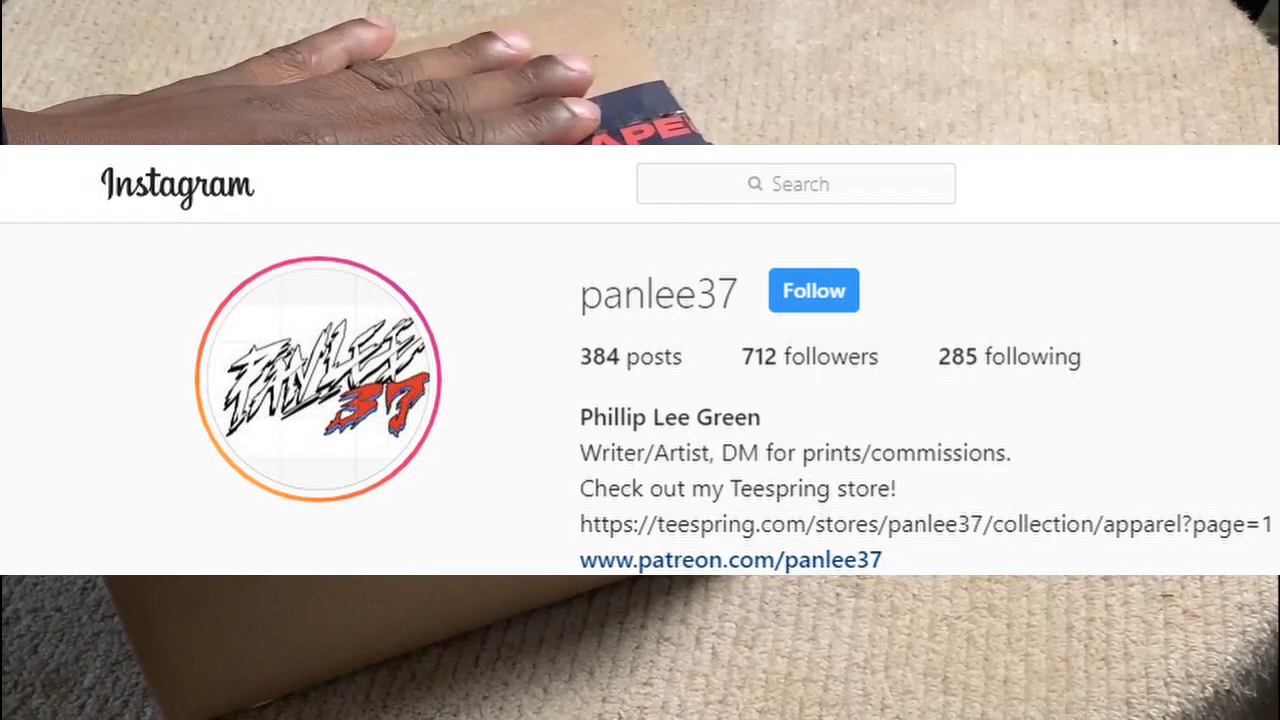 APE
Instagram
Search
PANLEE
37
panlee37 Follow
384 posts 712 followers 285 following
Phillip Lee Green
Writer/Artist, DM for prints/commissions.
Check out my Teespring store!
https://teespring.com/stores/panlee37/collection/apparel?page=1
www.patreon.com/panlee37